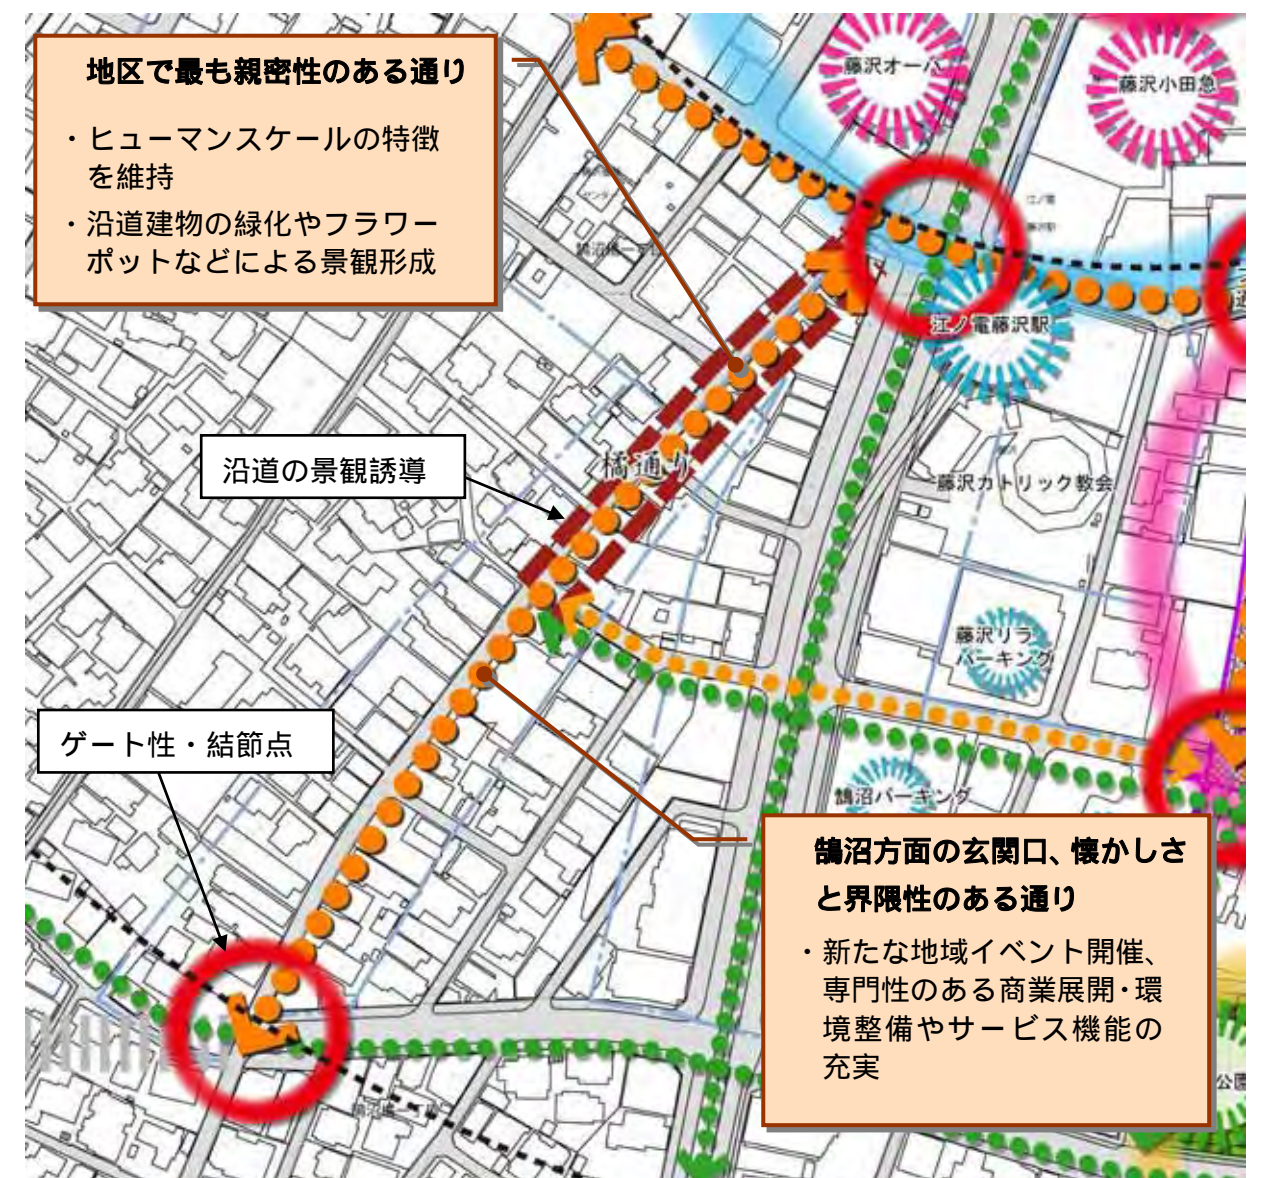 地区で最も親密性のある通り
・ヒューマンスケールの特徴
を維持
・沿道建物の緑化やフラワー
ポットなどによる景観形成
藤沢オーパ
藤沢小田急
江ノ電
藤沢駅
江ノ電藤沢駅
沿道の景観誘導
橘通り
藤沢カトリック教会
藤沢リラ
パーキング
ゲート性・結節点
鵠沼パーキング
鵠沼方面の玄関口、懐かしさ
と界隈性のある通り
・新たな地域イベント開催、
専門性のある商業展開・環
境整備やサービス機能の
充実
公園